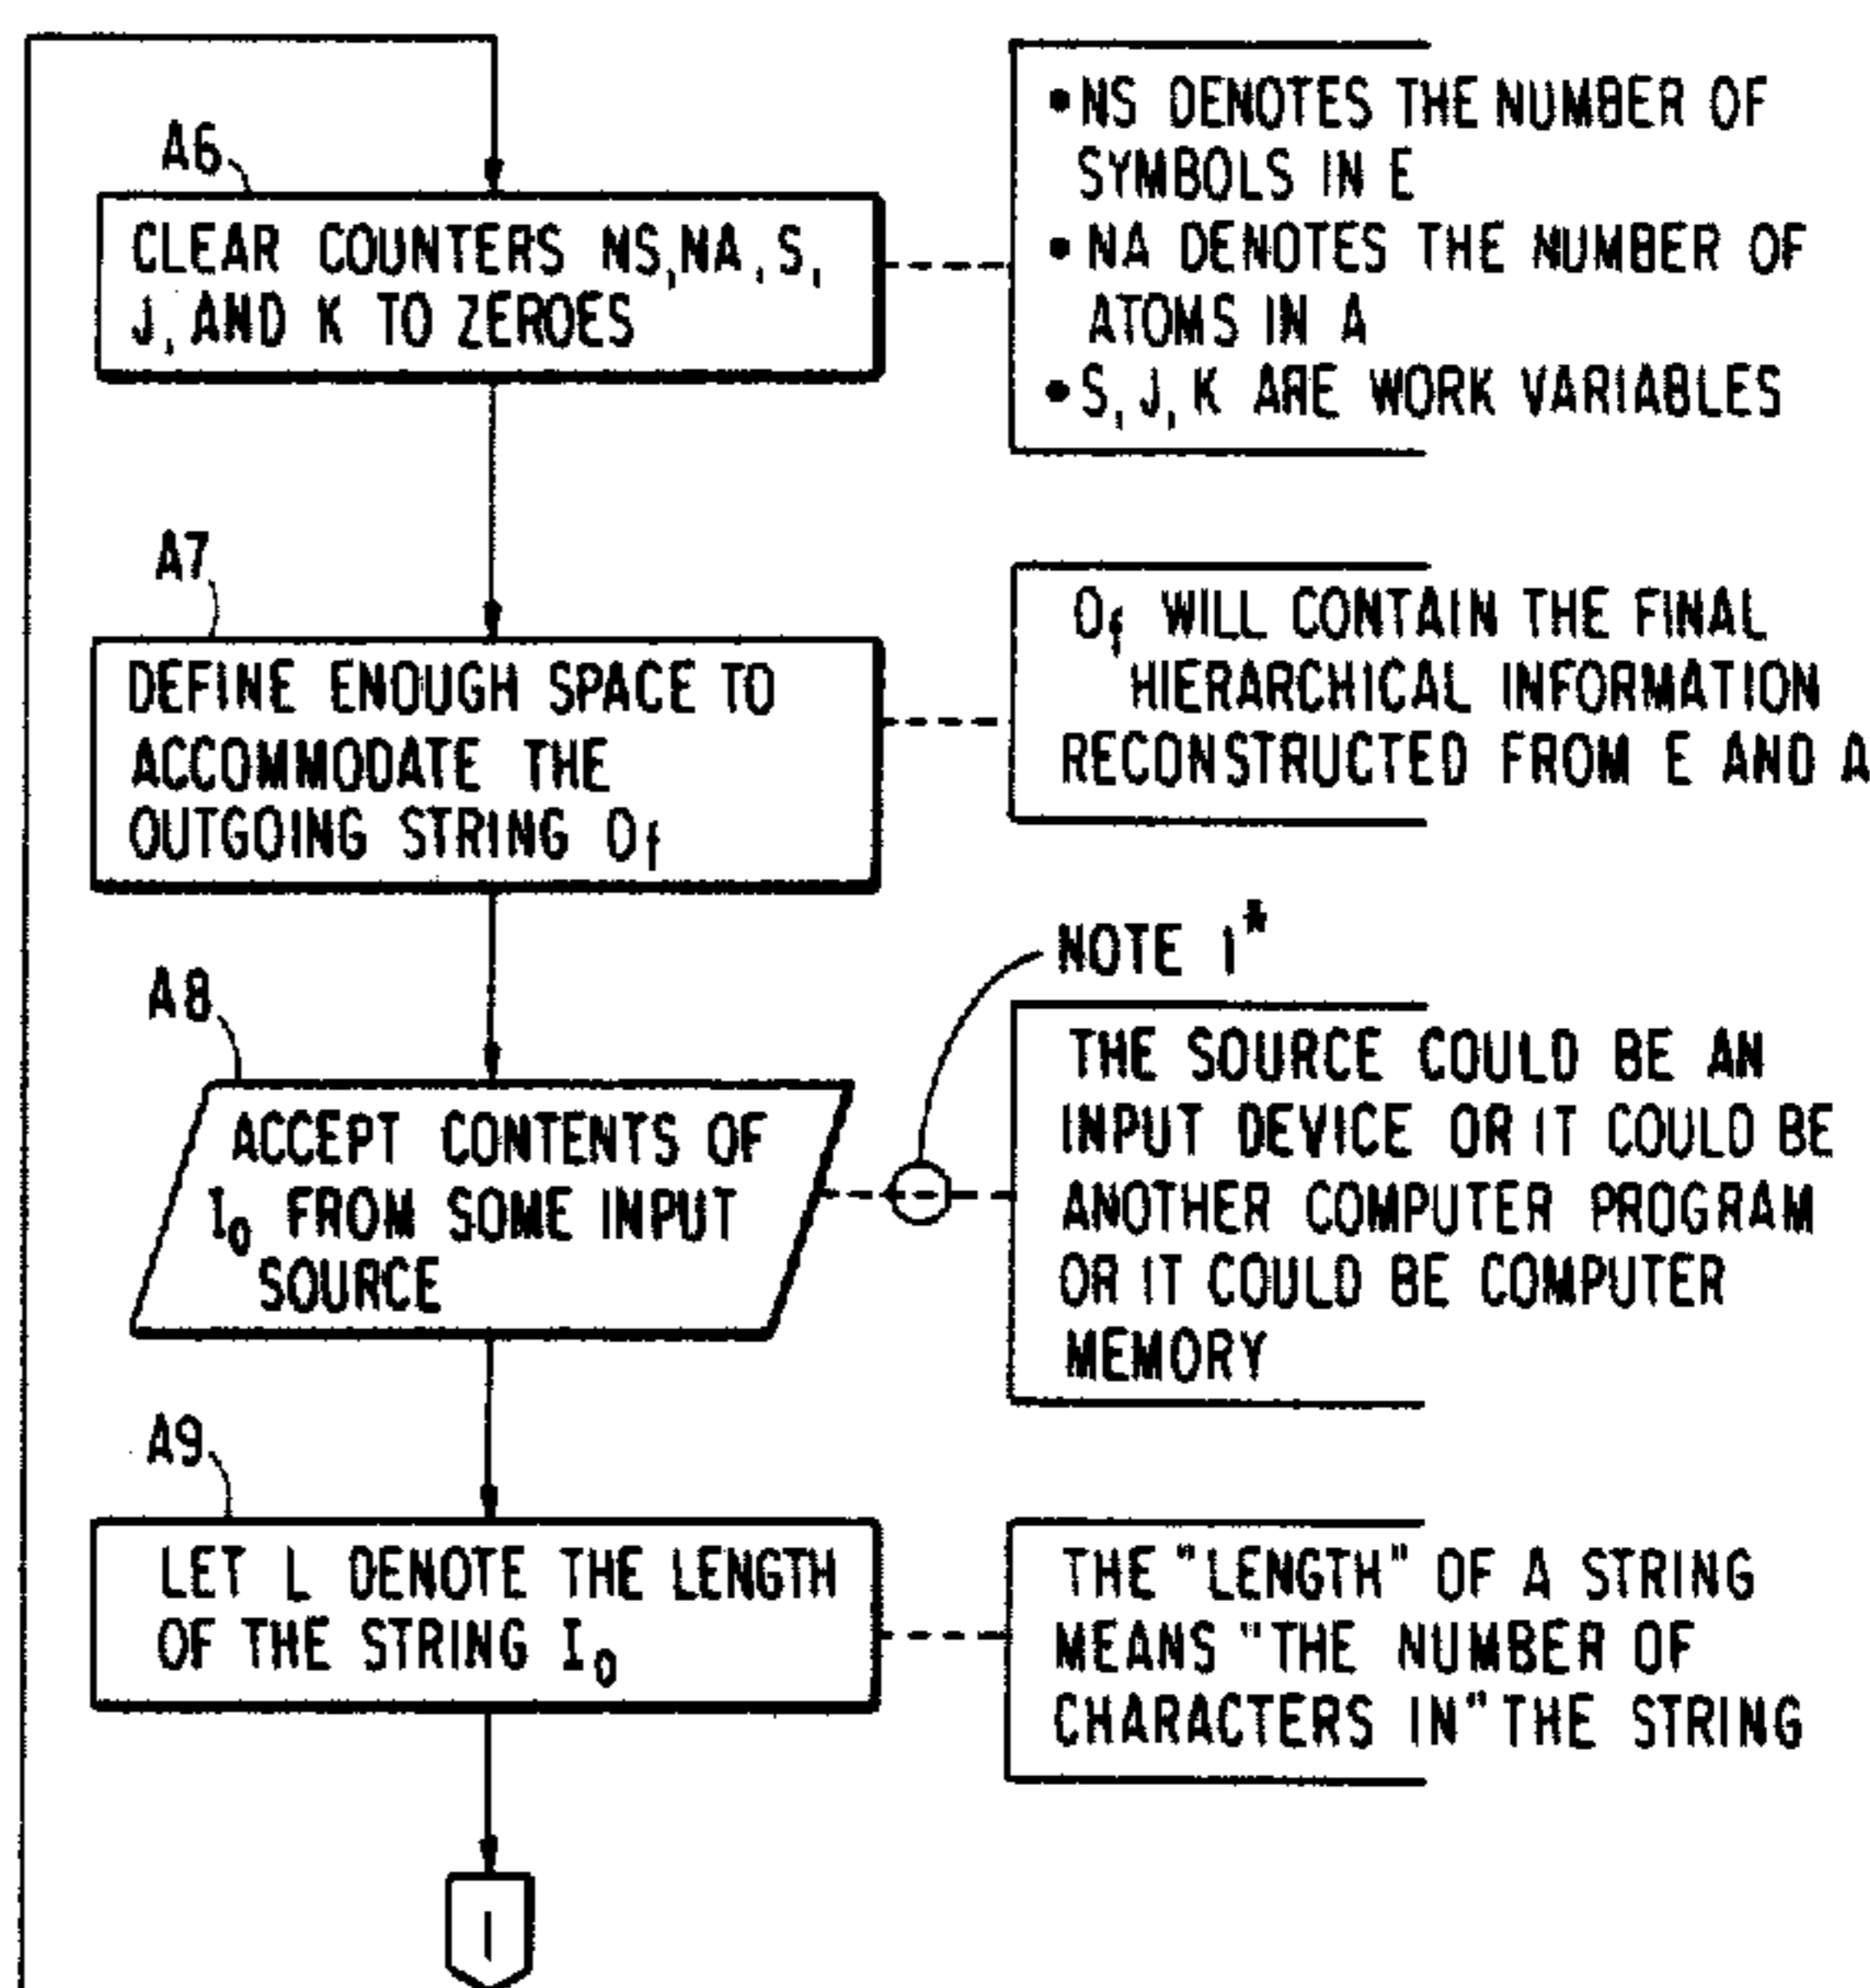 A6
CLEAR COUNTERS NS, NA, S,
J, AND K TO ZEROES
• NS DENOTES THE NUMBER OF
SYMBOLS IN E
• NA DENOTES THE NUMBER OF
ATOMS IN A
• S, J, K ARE WORK VARIABLES
A7
DEFINE ENOUGH SPACE TO
ACCOMMODATE THE
OUTGOING STRING Of
Of WILL CONTAIN THE FINAL
HIERARCHICAL INFORMATION
RECONSTRUCTED FROM E AND A
NOTE 1*
A8
ACCEPT CONTENTS OF
I0 FROM SOME INPUT
SOURCE
THE SOURCE COULD BE AN
INPUT DEVICE OR IT COULD BE
ANOTHER COMPUTER PROGRAM
OR IT COULD BE COMPUTER
MEMORY
A9
LET L DENOTE THE LENGTH
OF THE STRING I0
THE "LENGTH" OF A STRING
MEANS "THE NUMBER OF
CHARACTERS IN" THE STRING
1